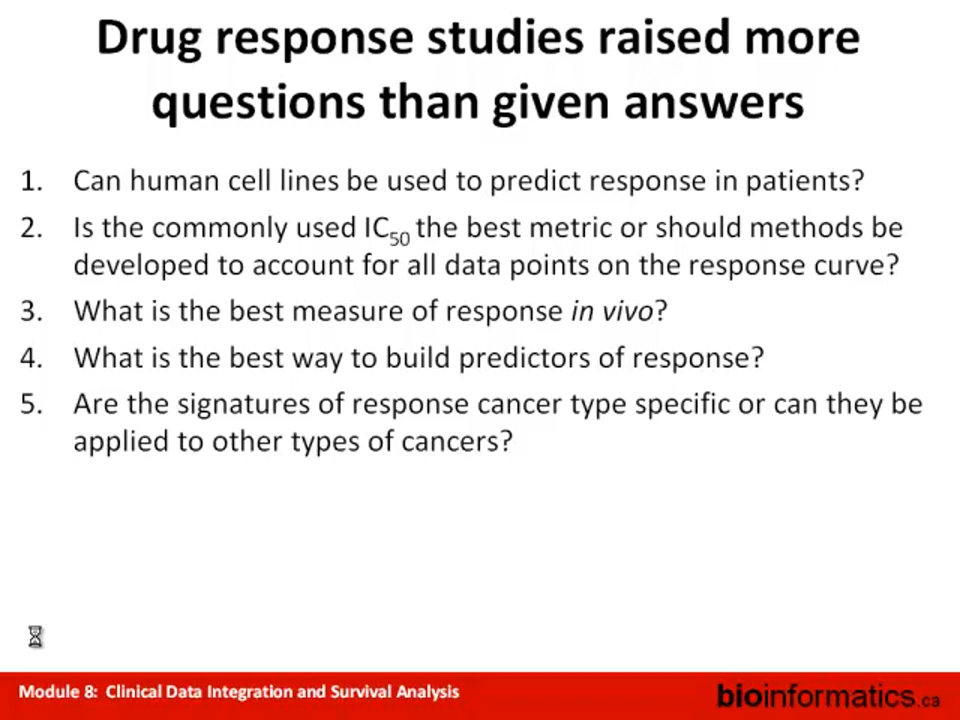 Drug response studies raised more
questions than given answers
1. Can human cell lines be used to predict response in patients?
2. Is the commonly used IC50 the best metric or should methods be
developed to account for all data points on the response curve?
3. What is the best measure of response in vivo?
4. What is the best way to build predictors of response?
5. Are the signatures of response cancer type specific or can they be
applied to other types of cancers?
Module 8: Clinical Data Integration and Survival Analysis
bioinformatics.ca